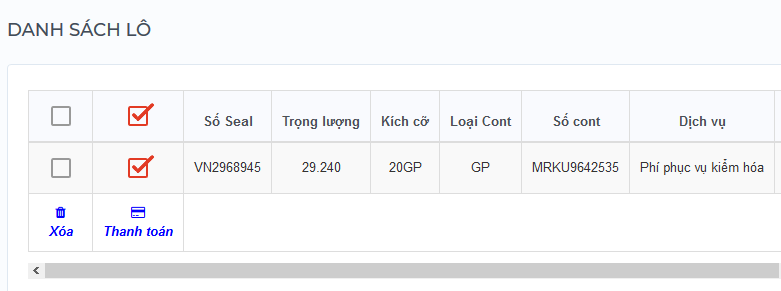 DANH SÁCH LÔ
Số Seal Trọng lượng Kích cỡ Loại Cont Số cont Dịch vụ
VN2968945 29.240 20GP GP MRKU9642535 Phí phục vụ kiểm hóa
Xóa Thanh toán